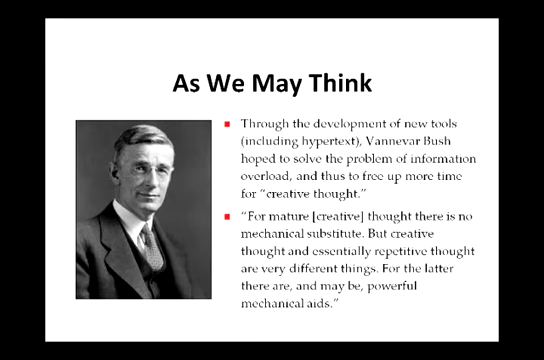 As We May Think
Through the development of new tools
(including hypertext), Vannevar Bush
hoped to solve the problem of information
overload, and thus to free up more time
for “creative thought.”
“For mature [creative] thought there is no
mechanical substitute. But creative
thought and essentially repetitive thought
are very different things. For the latter
there are, and may be, powerful
mechanical aids.”